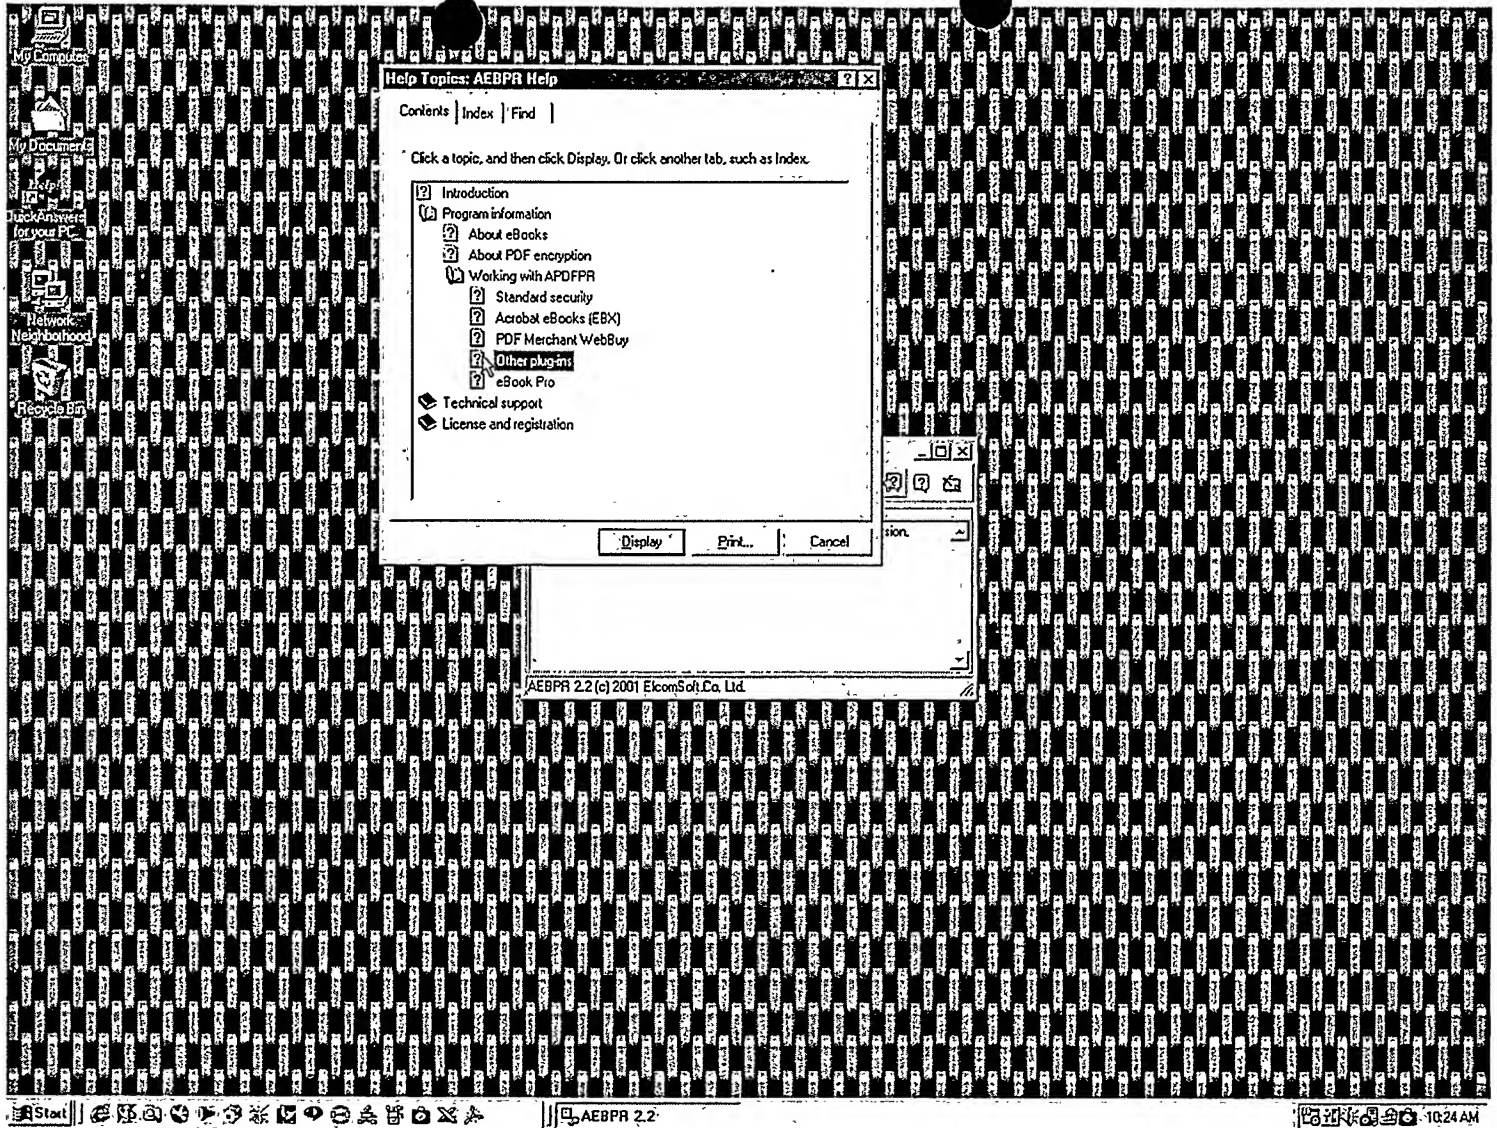 My Computer
My Documents
Help!
QuickAnswers
for your PC
Network
Neighborhood
Recycle Bin
Help Topics: AEBPR Help
Contents
Index
Find
Click a topic, and then click Display. Or click another tab, such as Index.
Introduction
Program information
About eBooks
About PDF encryption
Working with APDFPR
Standard security
Acrobat eBooks (EBX)
PDF Merchant WebBuy
Other plug-ins
eBook Pro
Technical support
License and registration
Display
Print...
Cancel
sion.
AEBPR 2.2 (c) 2001 ElcomSoft Co. Ltd.
Start
AEBPR 2.2
10:24 AM